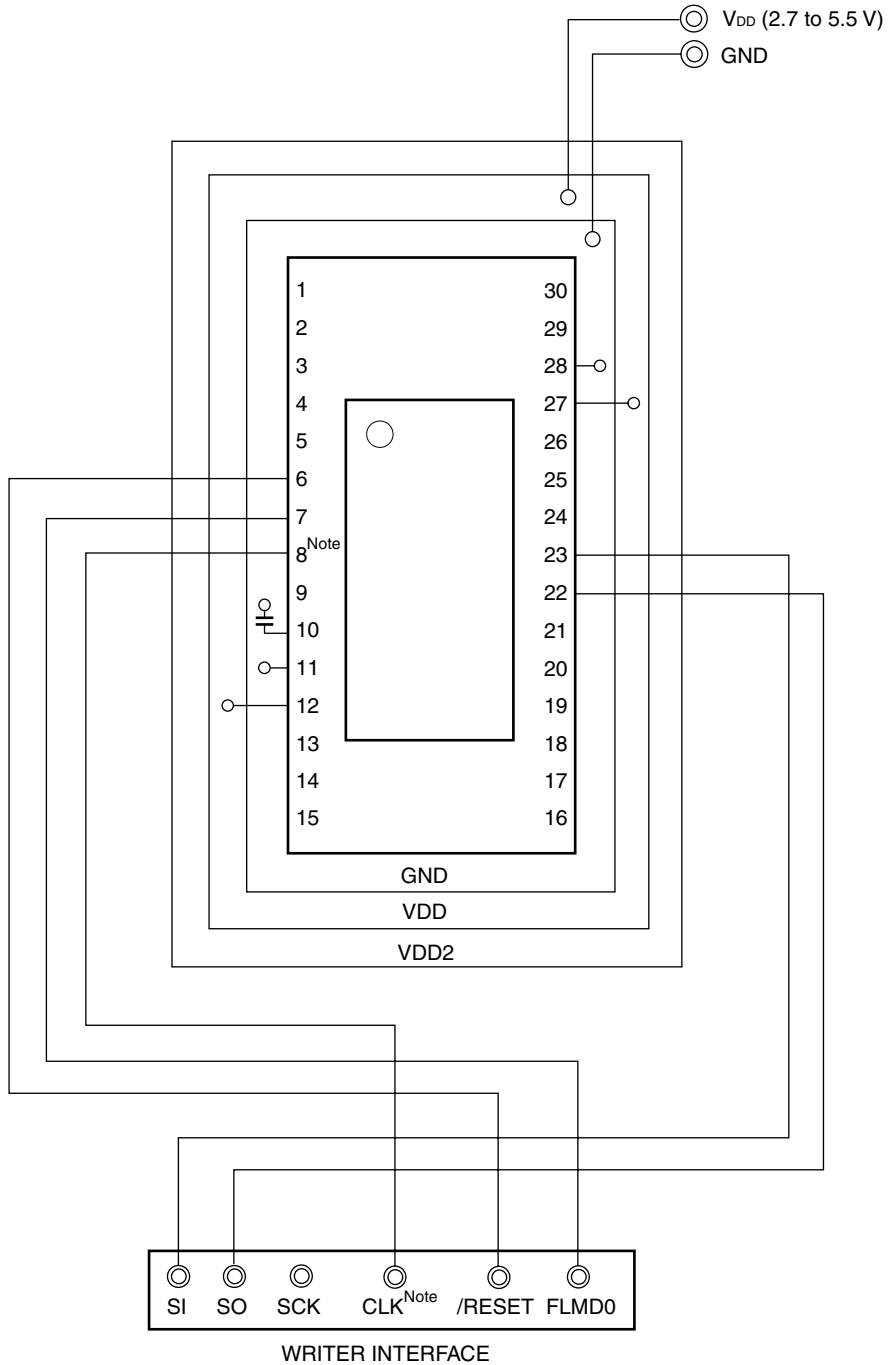 VDD (2.7 to 5.5 V)
GND
1 30
2 29
3 28
4 27
5 26
6 25
7 24
8Note 23
9 22
10 21
11 20
12 19
13 18
14 17
15 16
GND
VDD
VDD2
SI SO SCK CLKNote /RESET FLMD0
WRITER INTERFACE